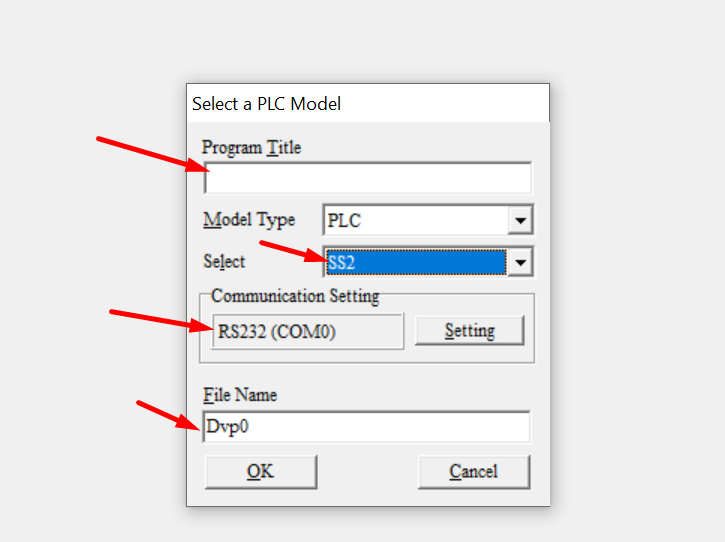 Select a PLC Model
Program Title
Model Type PLC
Select SS2
Communication Setting
RS232 (COM0) Setting
File Name
Dvp0
OK Cancel